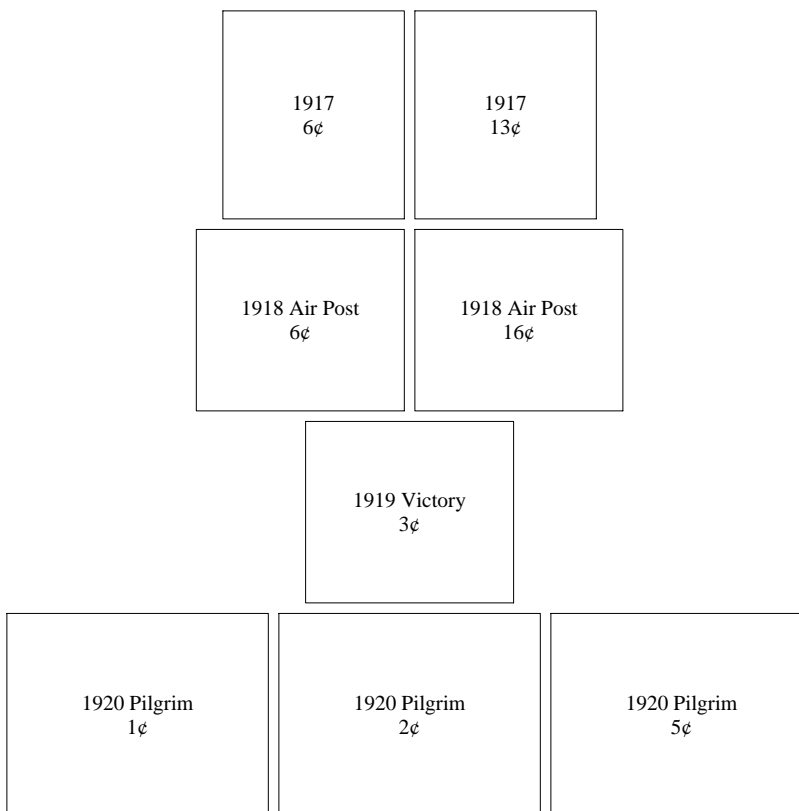 1917
6¢
1917
13¢
1918 Air Post
6¢
1918 Air Post
16¢
1919 Victory
3¢
1920 Pilgrim
1¢
1920 Pilgrim
2¢
1920 Pilgrim
5¢